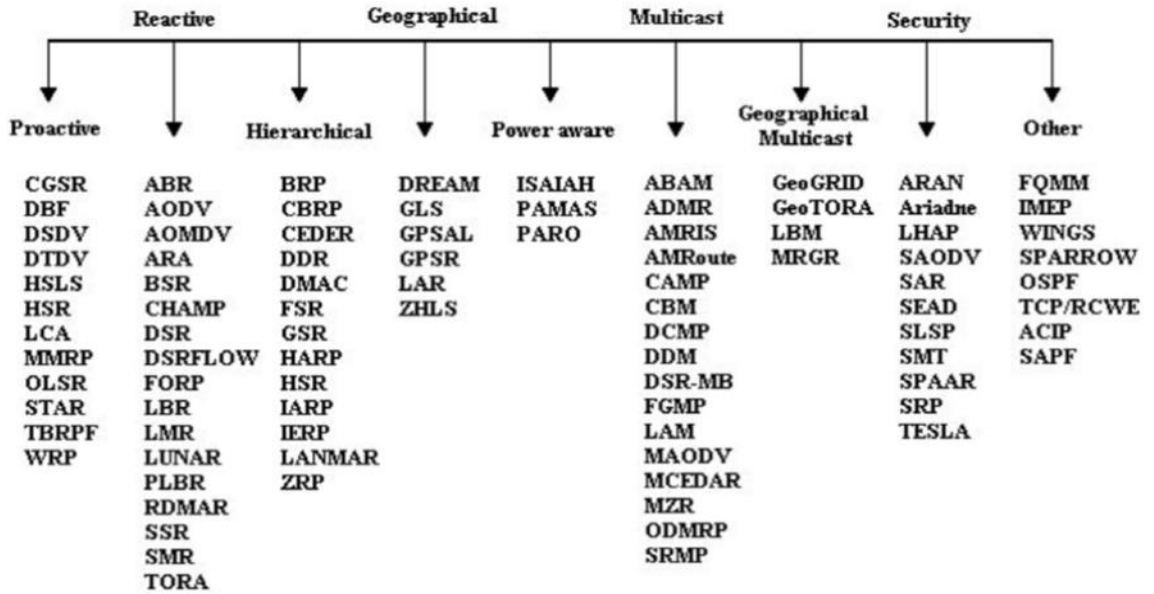 Reactive Geographical Multicast Security
Proactive Hierarchical Power aware Geographical Multicast Other
CGSR ABR BRP DREAM ISAIAH ABAM GeoGRID ARAN FQMM
DBF AODV CBRP GLS PAMAS ADMR GeoTORA Ariadne IMEP
DSDV AOMDV CEDER GPSAL PARO AMRIS LBM LHAP WINGS
DTDV ARA DDR GPSR AMRoute MRGR SAODV SPARROW
HSLS BSR DMAC LAR CAMP SAR OSPF
HSR CHAMP FSR ZHLS CBM SEAD TCP/RCWE
LCA DSR GSR DCMP SLSP ACIP
MMRP DSRFLOW HARP DDM SMT SAPF
OLSR FORP HSR DSR-MB SPAAR
STAR LBR IARP FGMP SRP
TBRPF LMR IERP LAM TESLA
WRP LUNAR LANMAR MAODV
PLBR ZRP MCEDAR
RDMAR MZR
SSR ODMRP
SMR SRMP
TORA